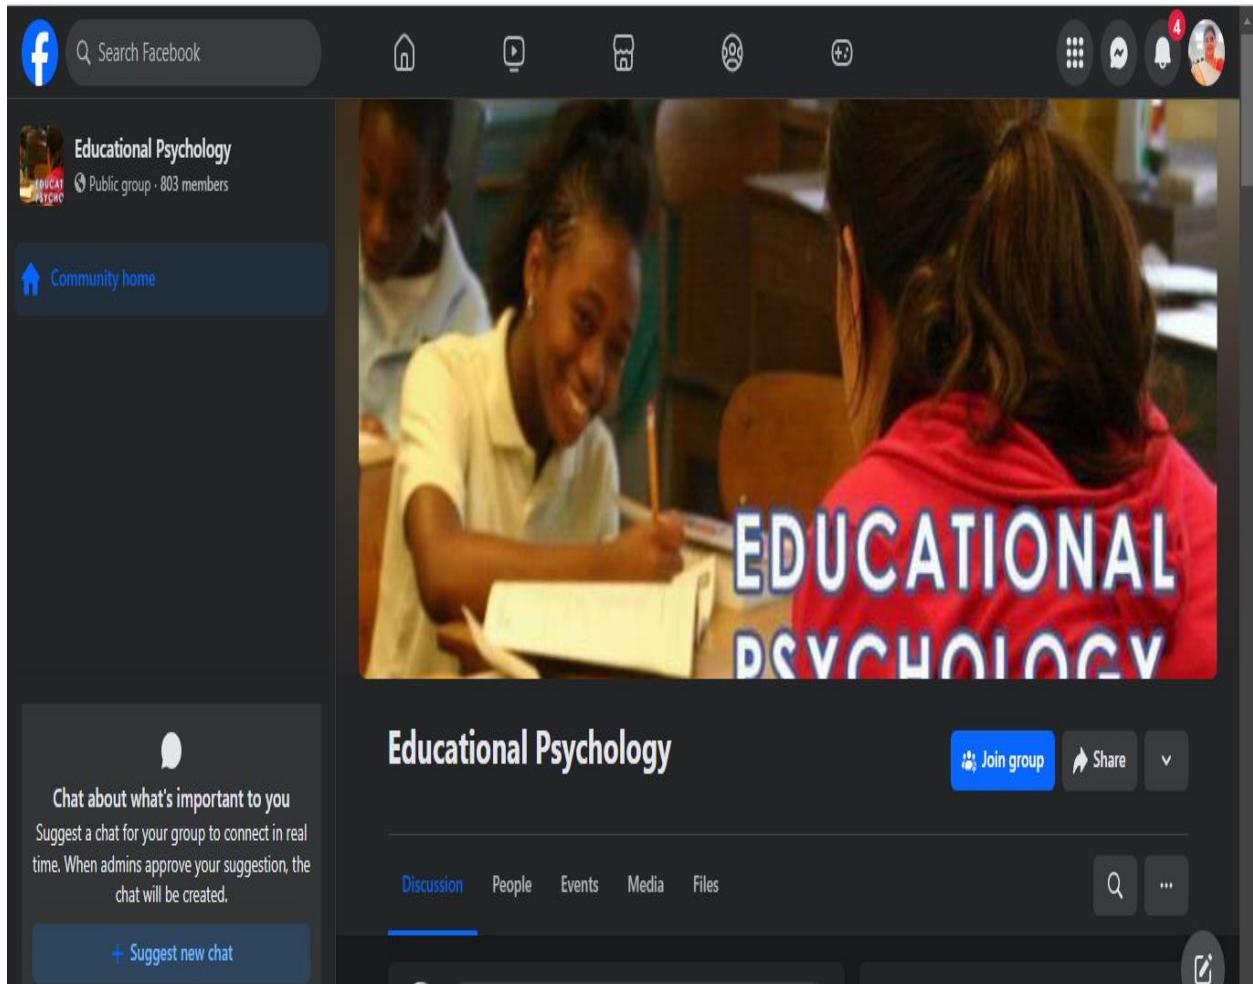 Search Facebook
4
Educational Psychology
Public group · 803 members
Community home
EDUCATIONAL
PSYCHOLOGY
Educational Psychology
Join group
Share
Discussion
People
Events
Media
Files
Chat about what's important to you
Suggest a chat for your group to connect in real
time. When admins approve your suggestion, the
chat will be created.
+ Suggest new chat